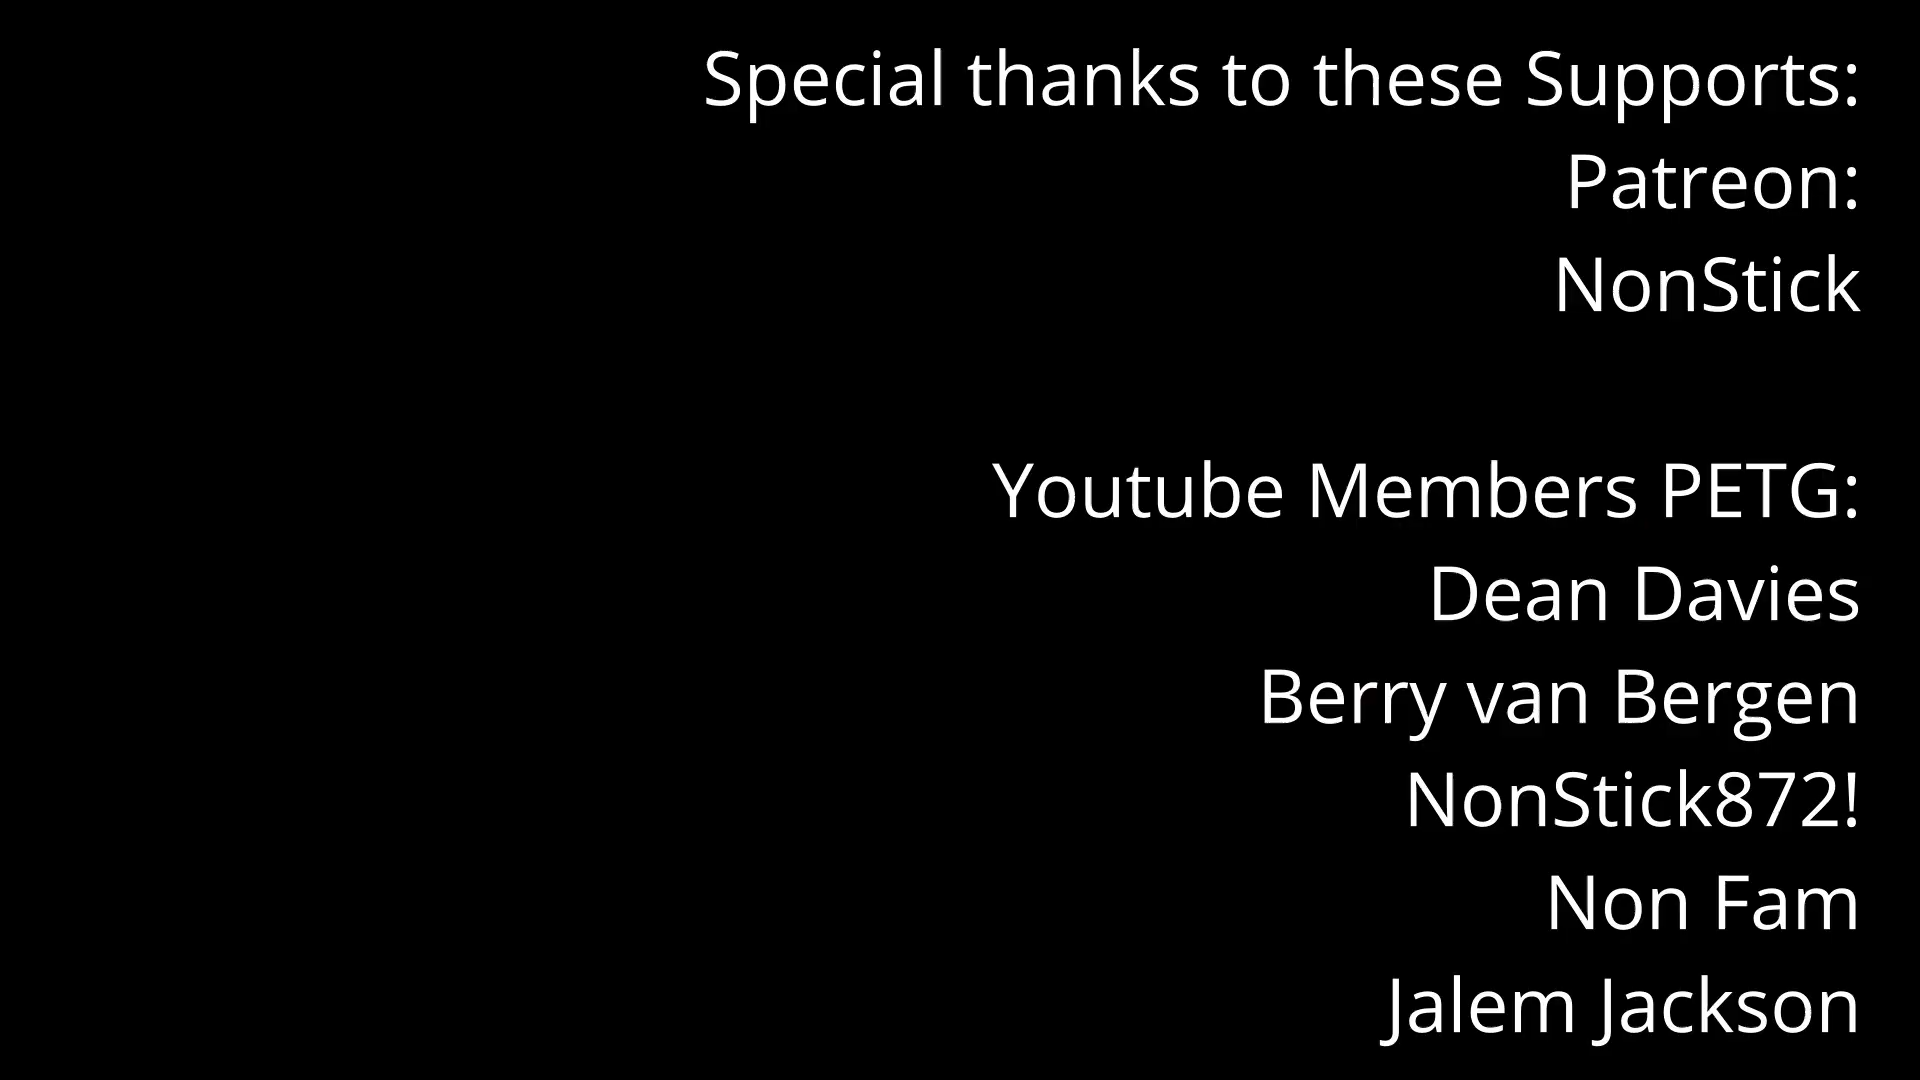 Special thanks to these Supports:
Patreon:
NonStick
Youtube Members PETG:
Dean Davies
Berry van Bergen
NonStick872!
Non Fam
Jalem Jackson